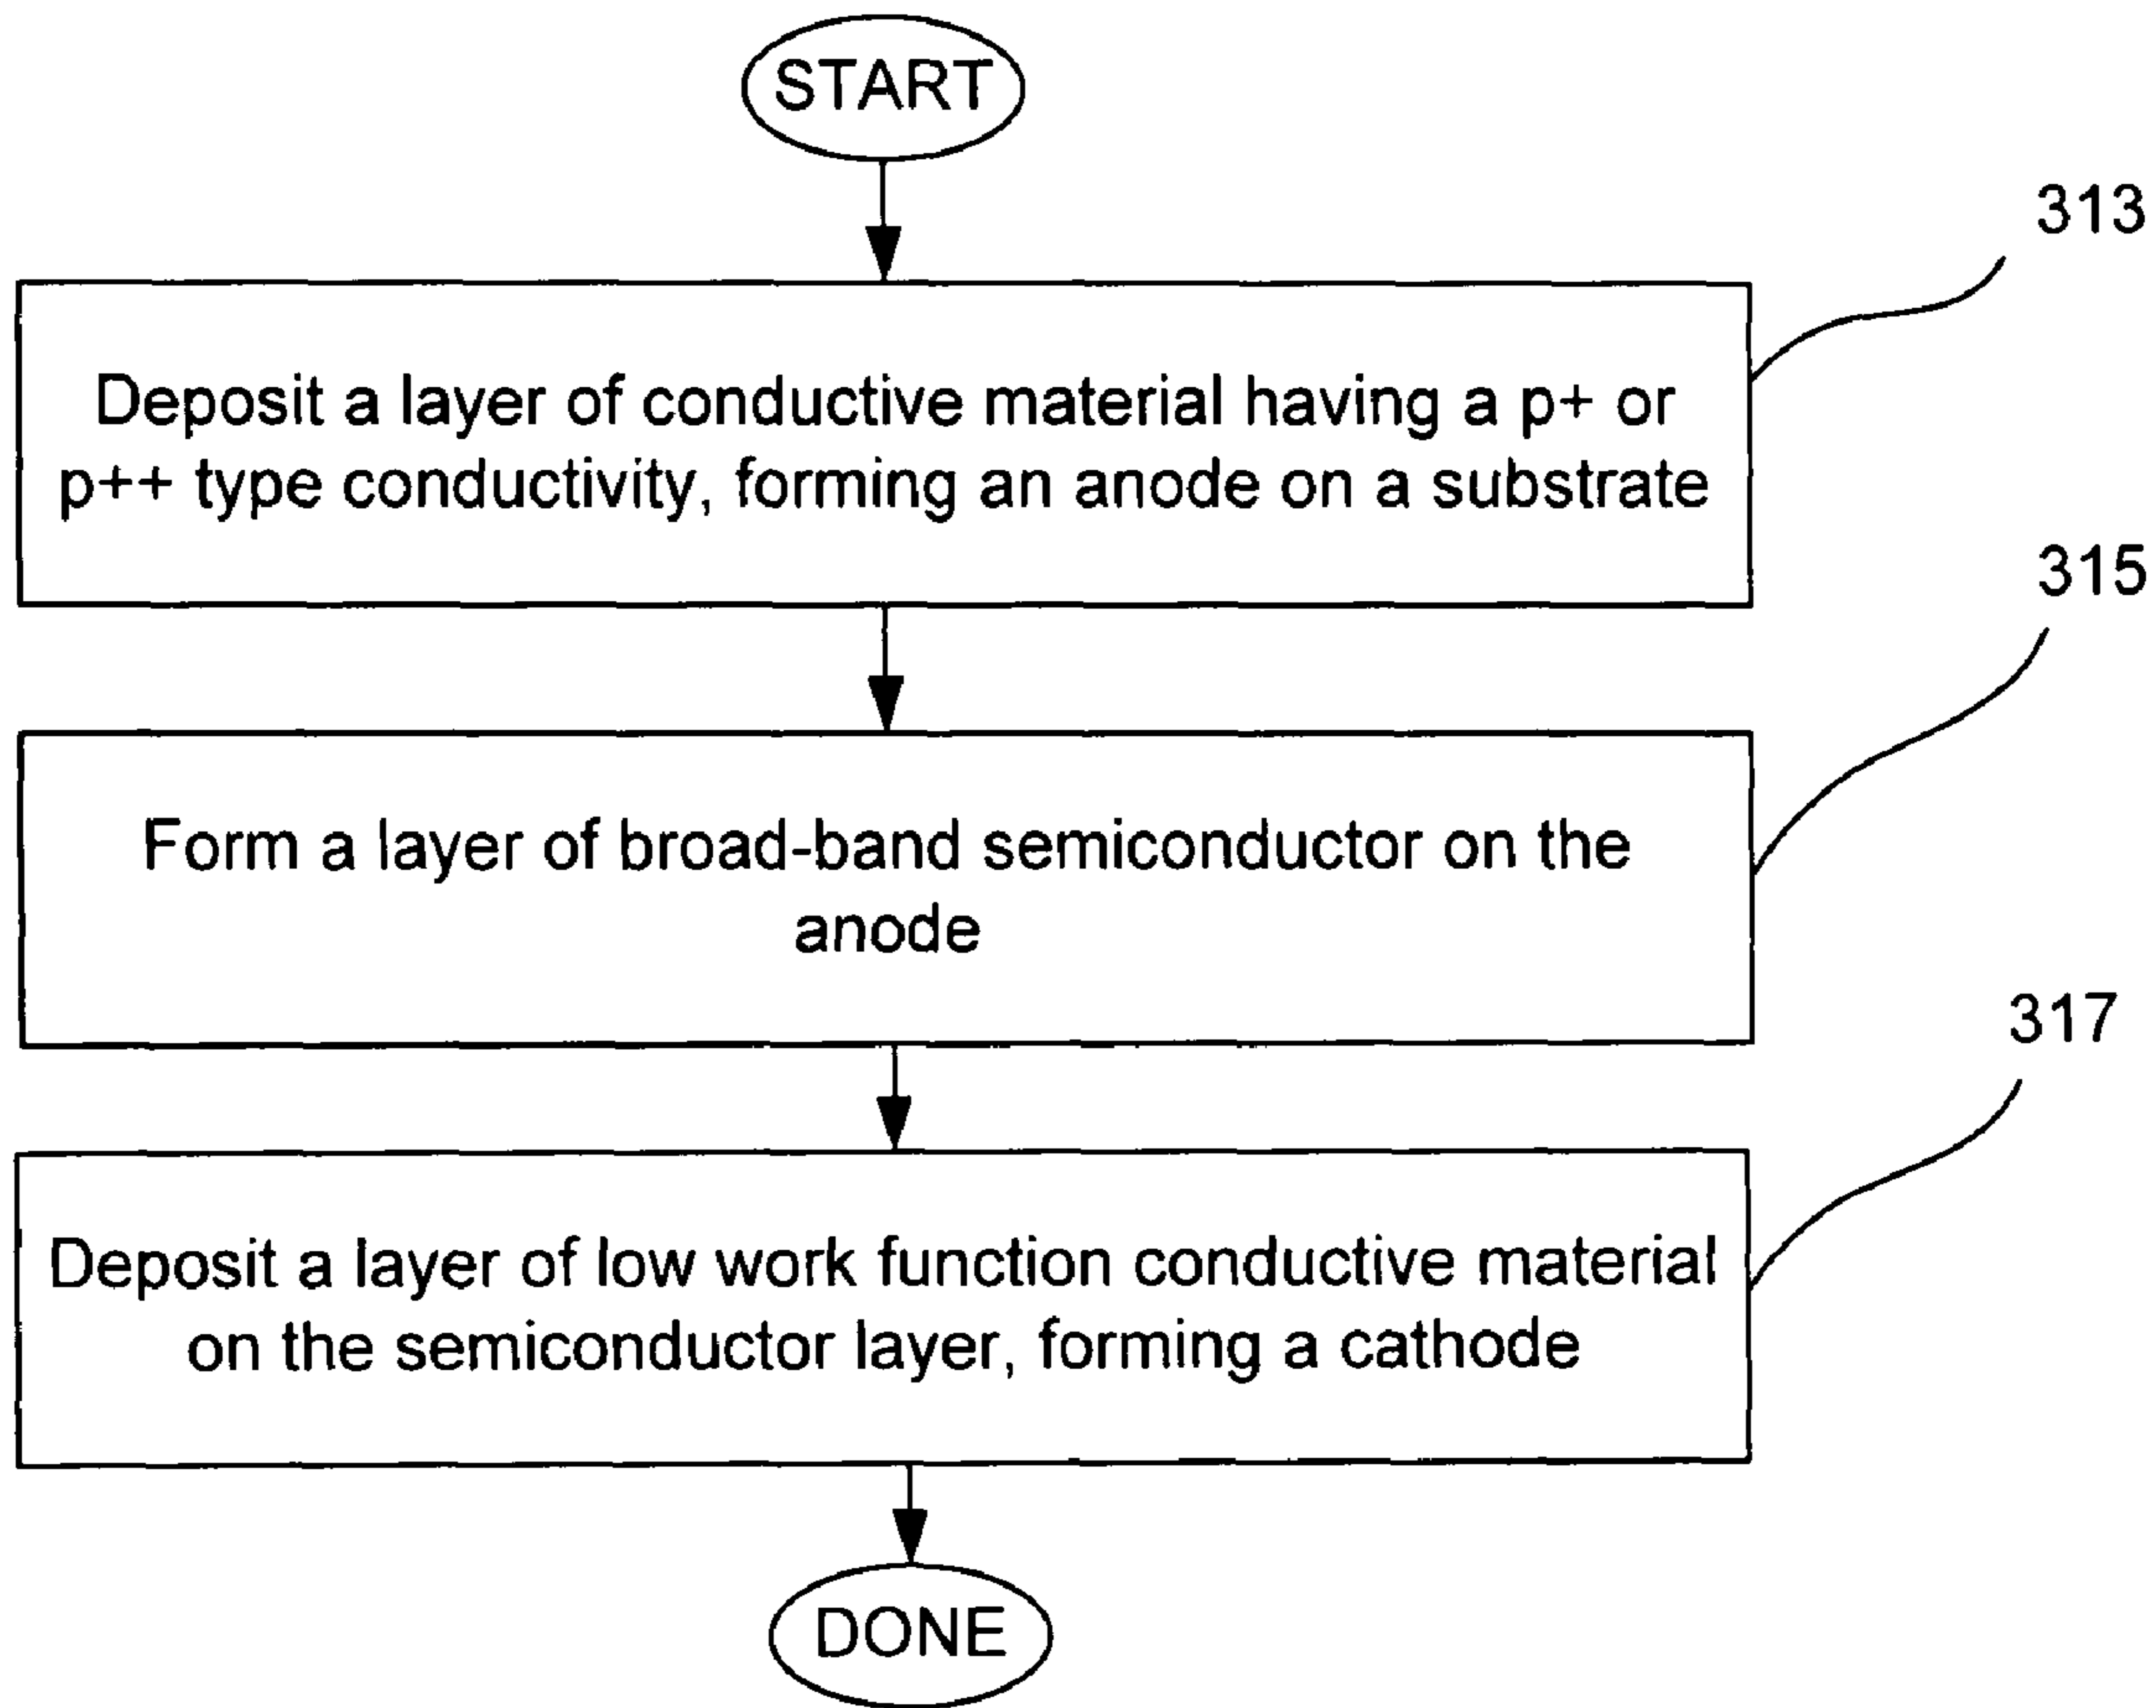 START
313
Deposit a layer of conductive material having a p+ or
p++ type conductivity, forming an anode on a substrate
315
Form a layer of broad-band semiconductor on the
anode
317
Deposit a layer of low work function conductive material
on the semiconductor layer, forming a cathode
DONE